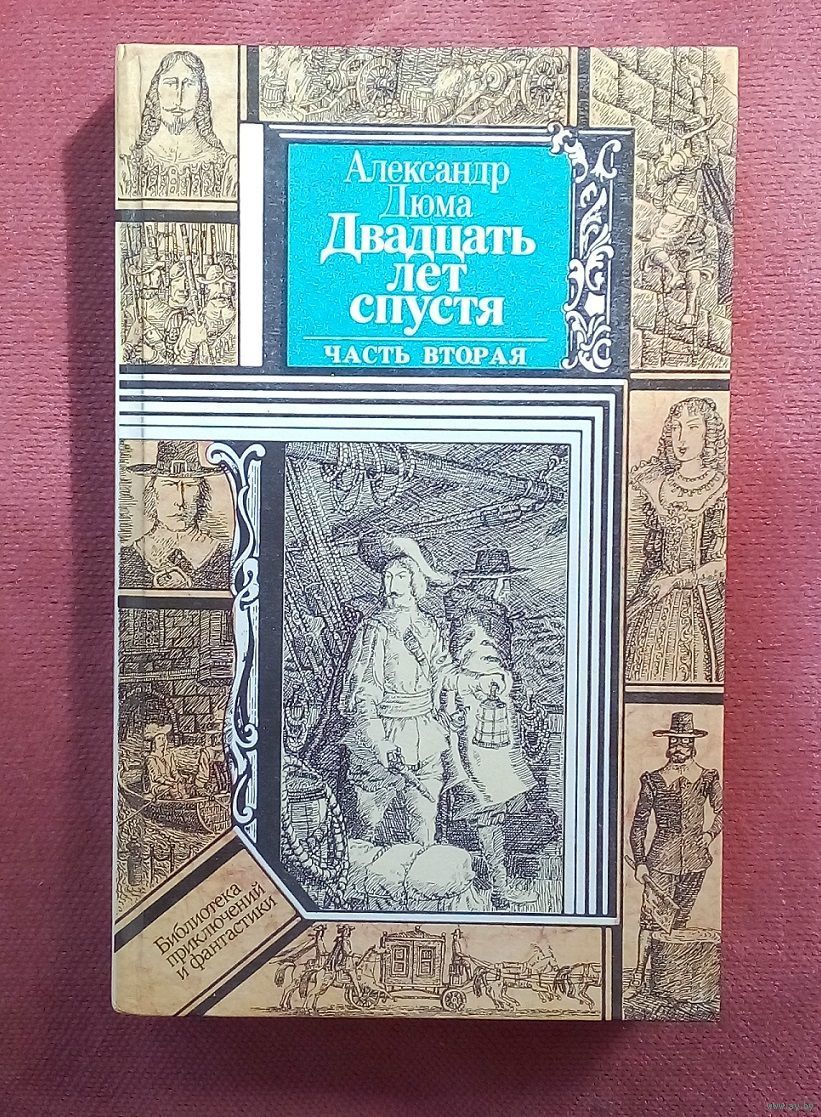 Александр
Дюма
Двадцать
лет
спустя
ЧАСТЬ ВТОРАЯ
Библиотека
приключений
и фантастики